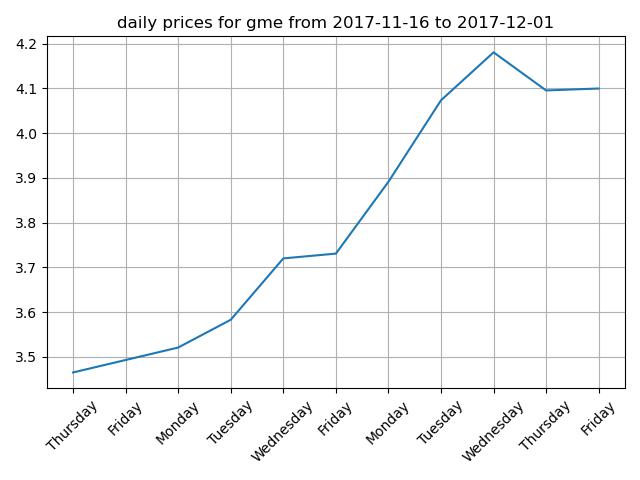 daily prices for gme from 2017-11-16 to 2017-12-01
4.2
4.1
4.0
3.9
3.8
3.7
3.6
3.5
Thursday
Friday
Monday
Tuesday
Wednesday
Friday
Monday
Tuesday
Wednesday
Thursday
Friday